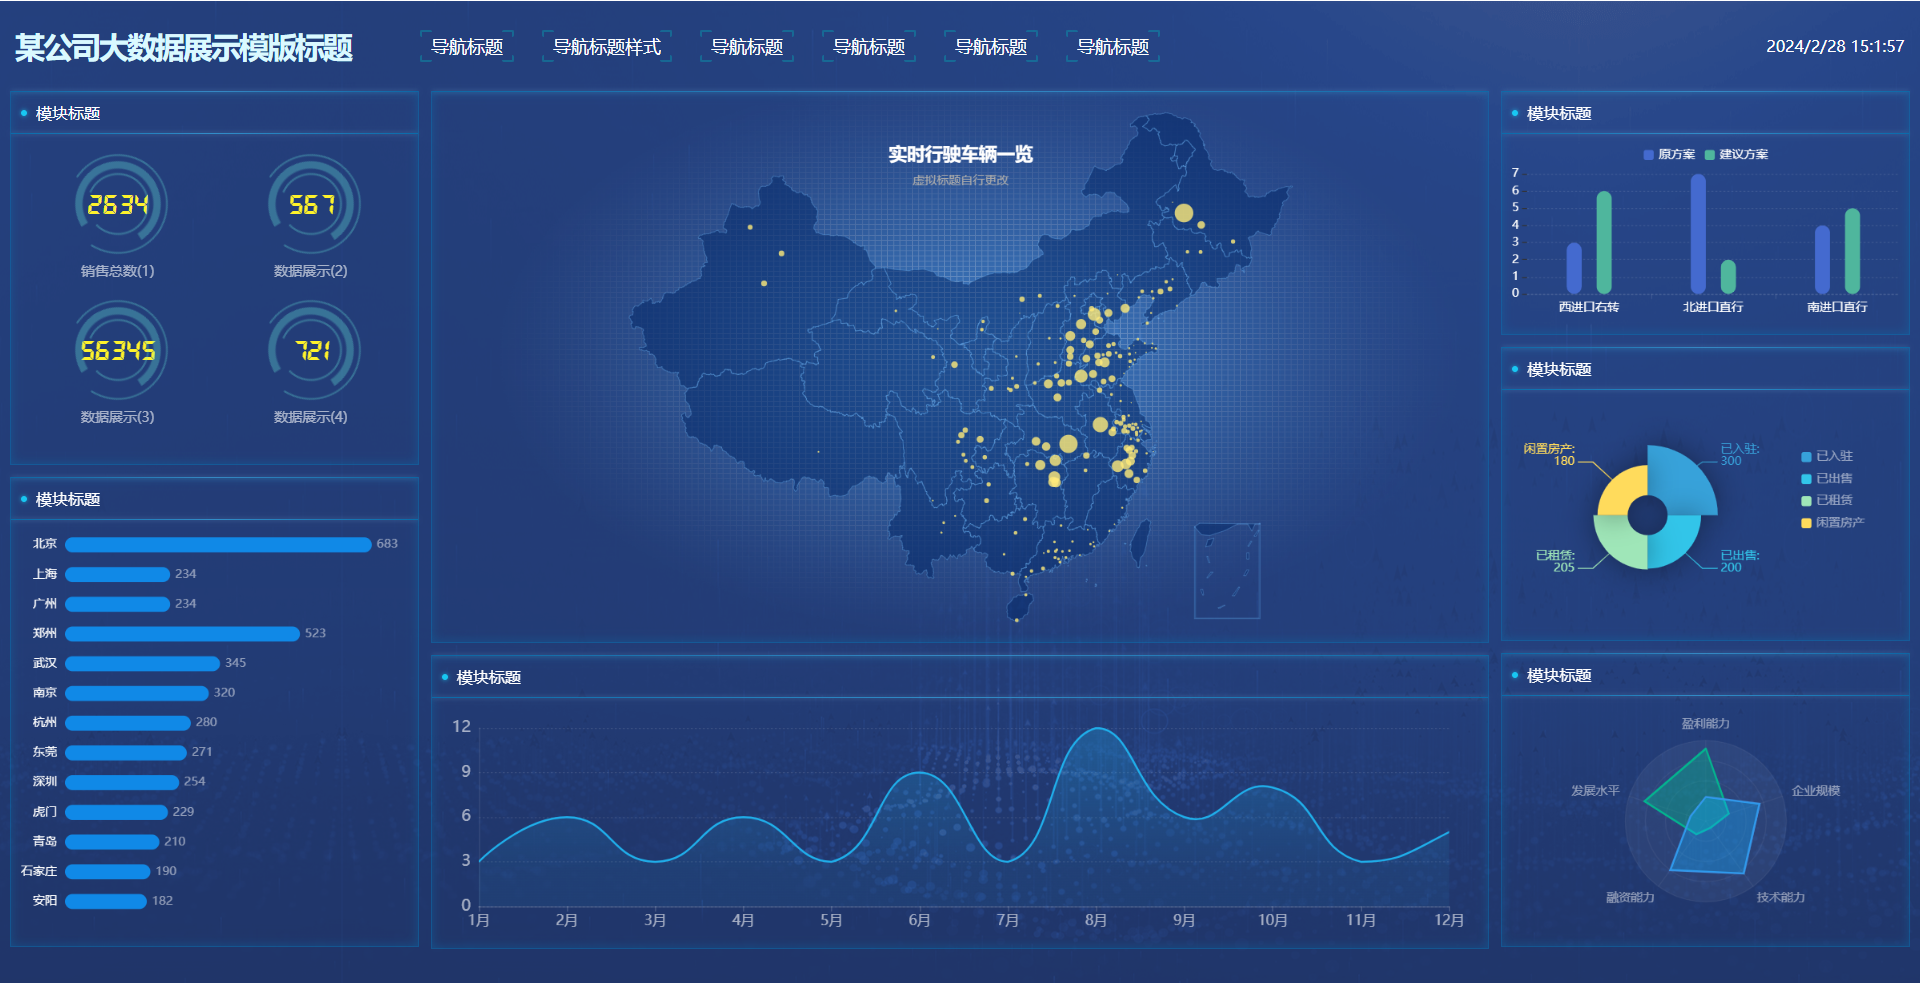 某公司大数据展示模版标题
导航标题
导航标题样式
导航标题
导航标题
导航标题
导航标题
2024/2/28 15:1:57
模块标题
2634
567
销售总数(1)
数据展示(2)
56345
721
数据展示(3)
数据展示(4)
模块标题
北京 683
上海 234
广州 234
郑州 523
武汉 345
南京 320
杭州 280
东莞 271
深圳 254
虎门 229
青岛 210
石家庄 190
安阳 182
实时行驶车辆一览
虚拟标题自行更改
模块标题
12
9
6
3
0
1月 2月 3月 4月 5月 6月 7月 8月 9月 10月 11月 12月
模块标题
原方案 建议方案
7
6
5
4
3
2
1
0
西进口右转 北进口直行 南进口直行
模块标题
闲置房产:
180
已入驻:
300
已租赁:
205
已出售:
200
已入驻
已出售
已租赁
闲置房产
模块标题
盈利能力
发展水平
企业规模
融资能力
技术能力